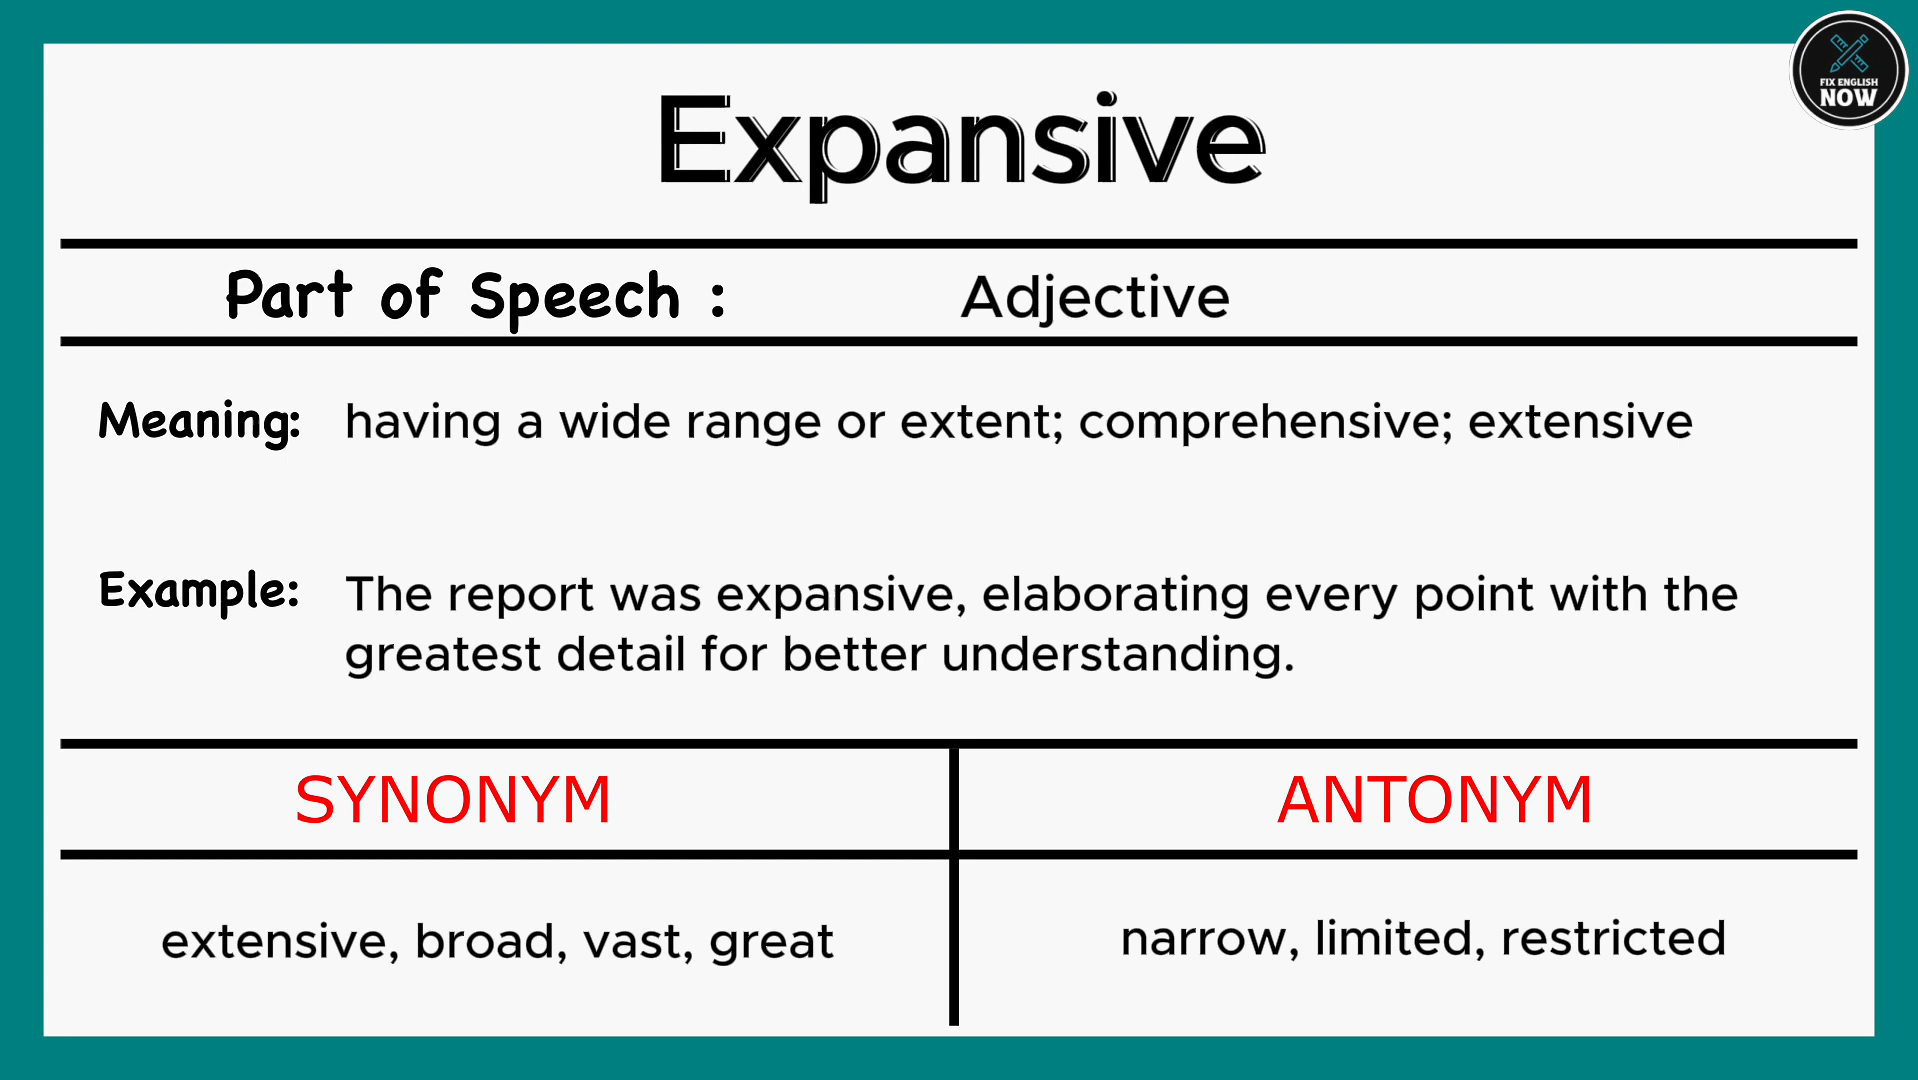 FIX ENGLISH
NOW
Expansive
Part of Speech : Adjective
Meaning: having a wide range or extent; comprehensive; extensive
Example: The report was expansive, elaborating every point with the
greatest detail for better understanding.
SYNONYM ANTONYM
extensive, broad, vast, great narrow, limited, restricted